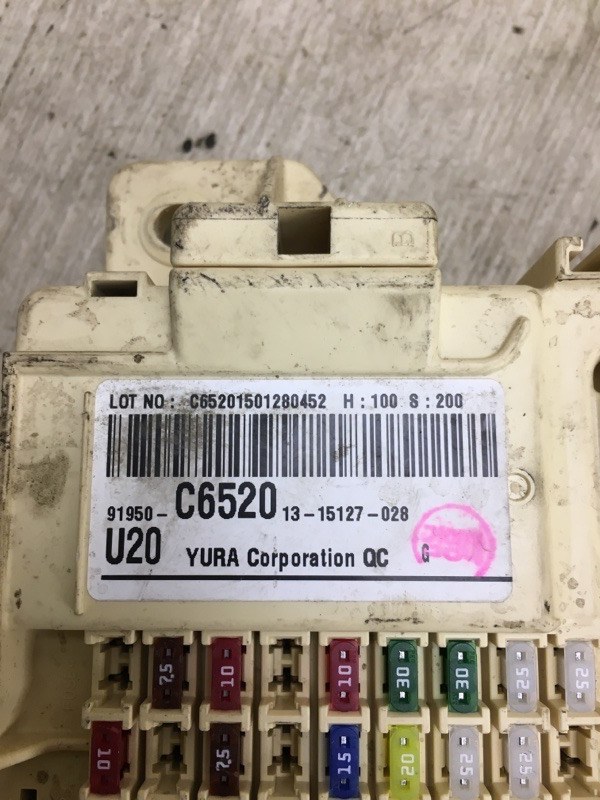 LOT NO : C65201501280452 H : 100 S : 200
91950- C6520 13-15127-028
U20 YURA Corporation QC G
7.5 10 10 30 30 25 25
10 7.5 15 20 25 25